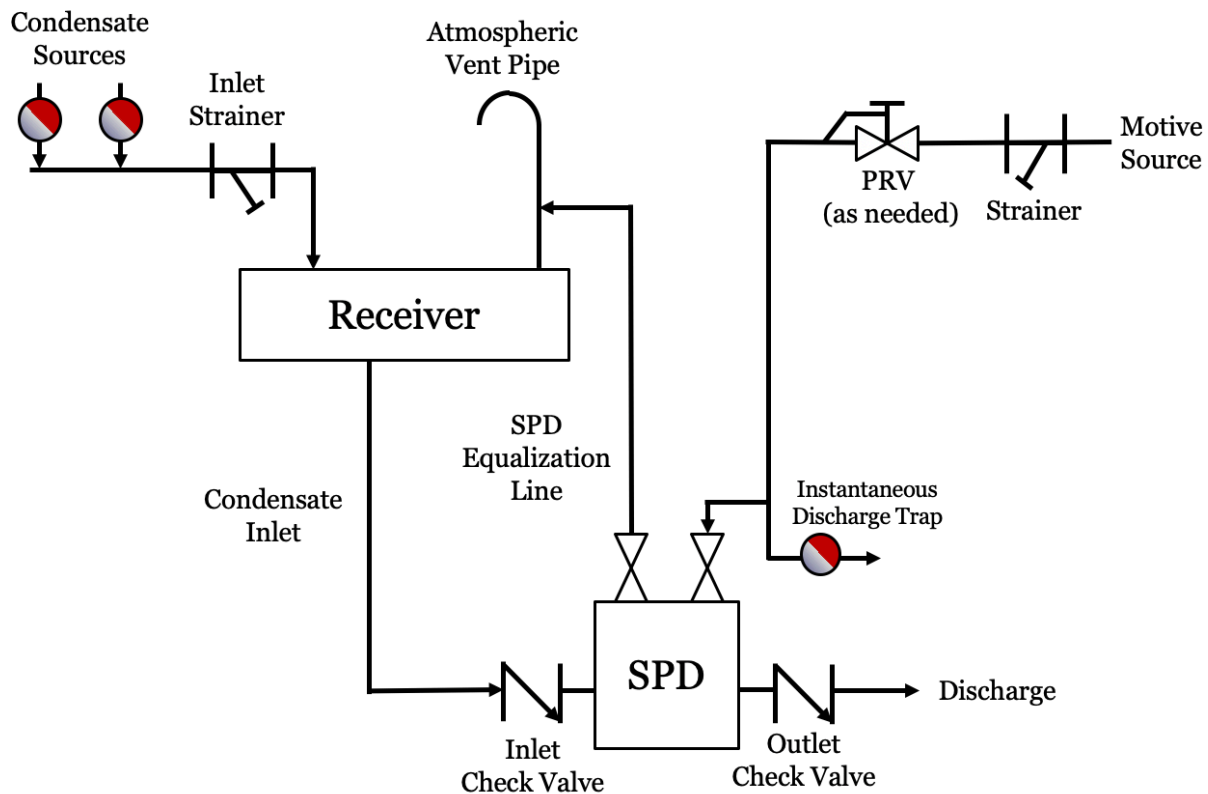 Condensate
Sources
Inlet
Strainer
Atmospheric
Vent Pipe
Motive
Source
PRV
(as needed)
Strainer
Receiver
SPD
Equalization
Line
Condensate
Inlet
Instantaneous
Discharge Trap
SPD
Discharge
Inlet
Check Valve
Outlet
Check Valve